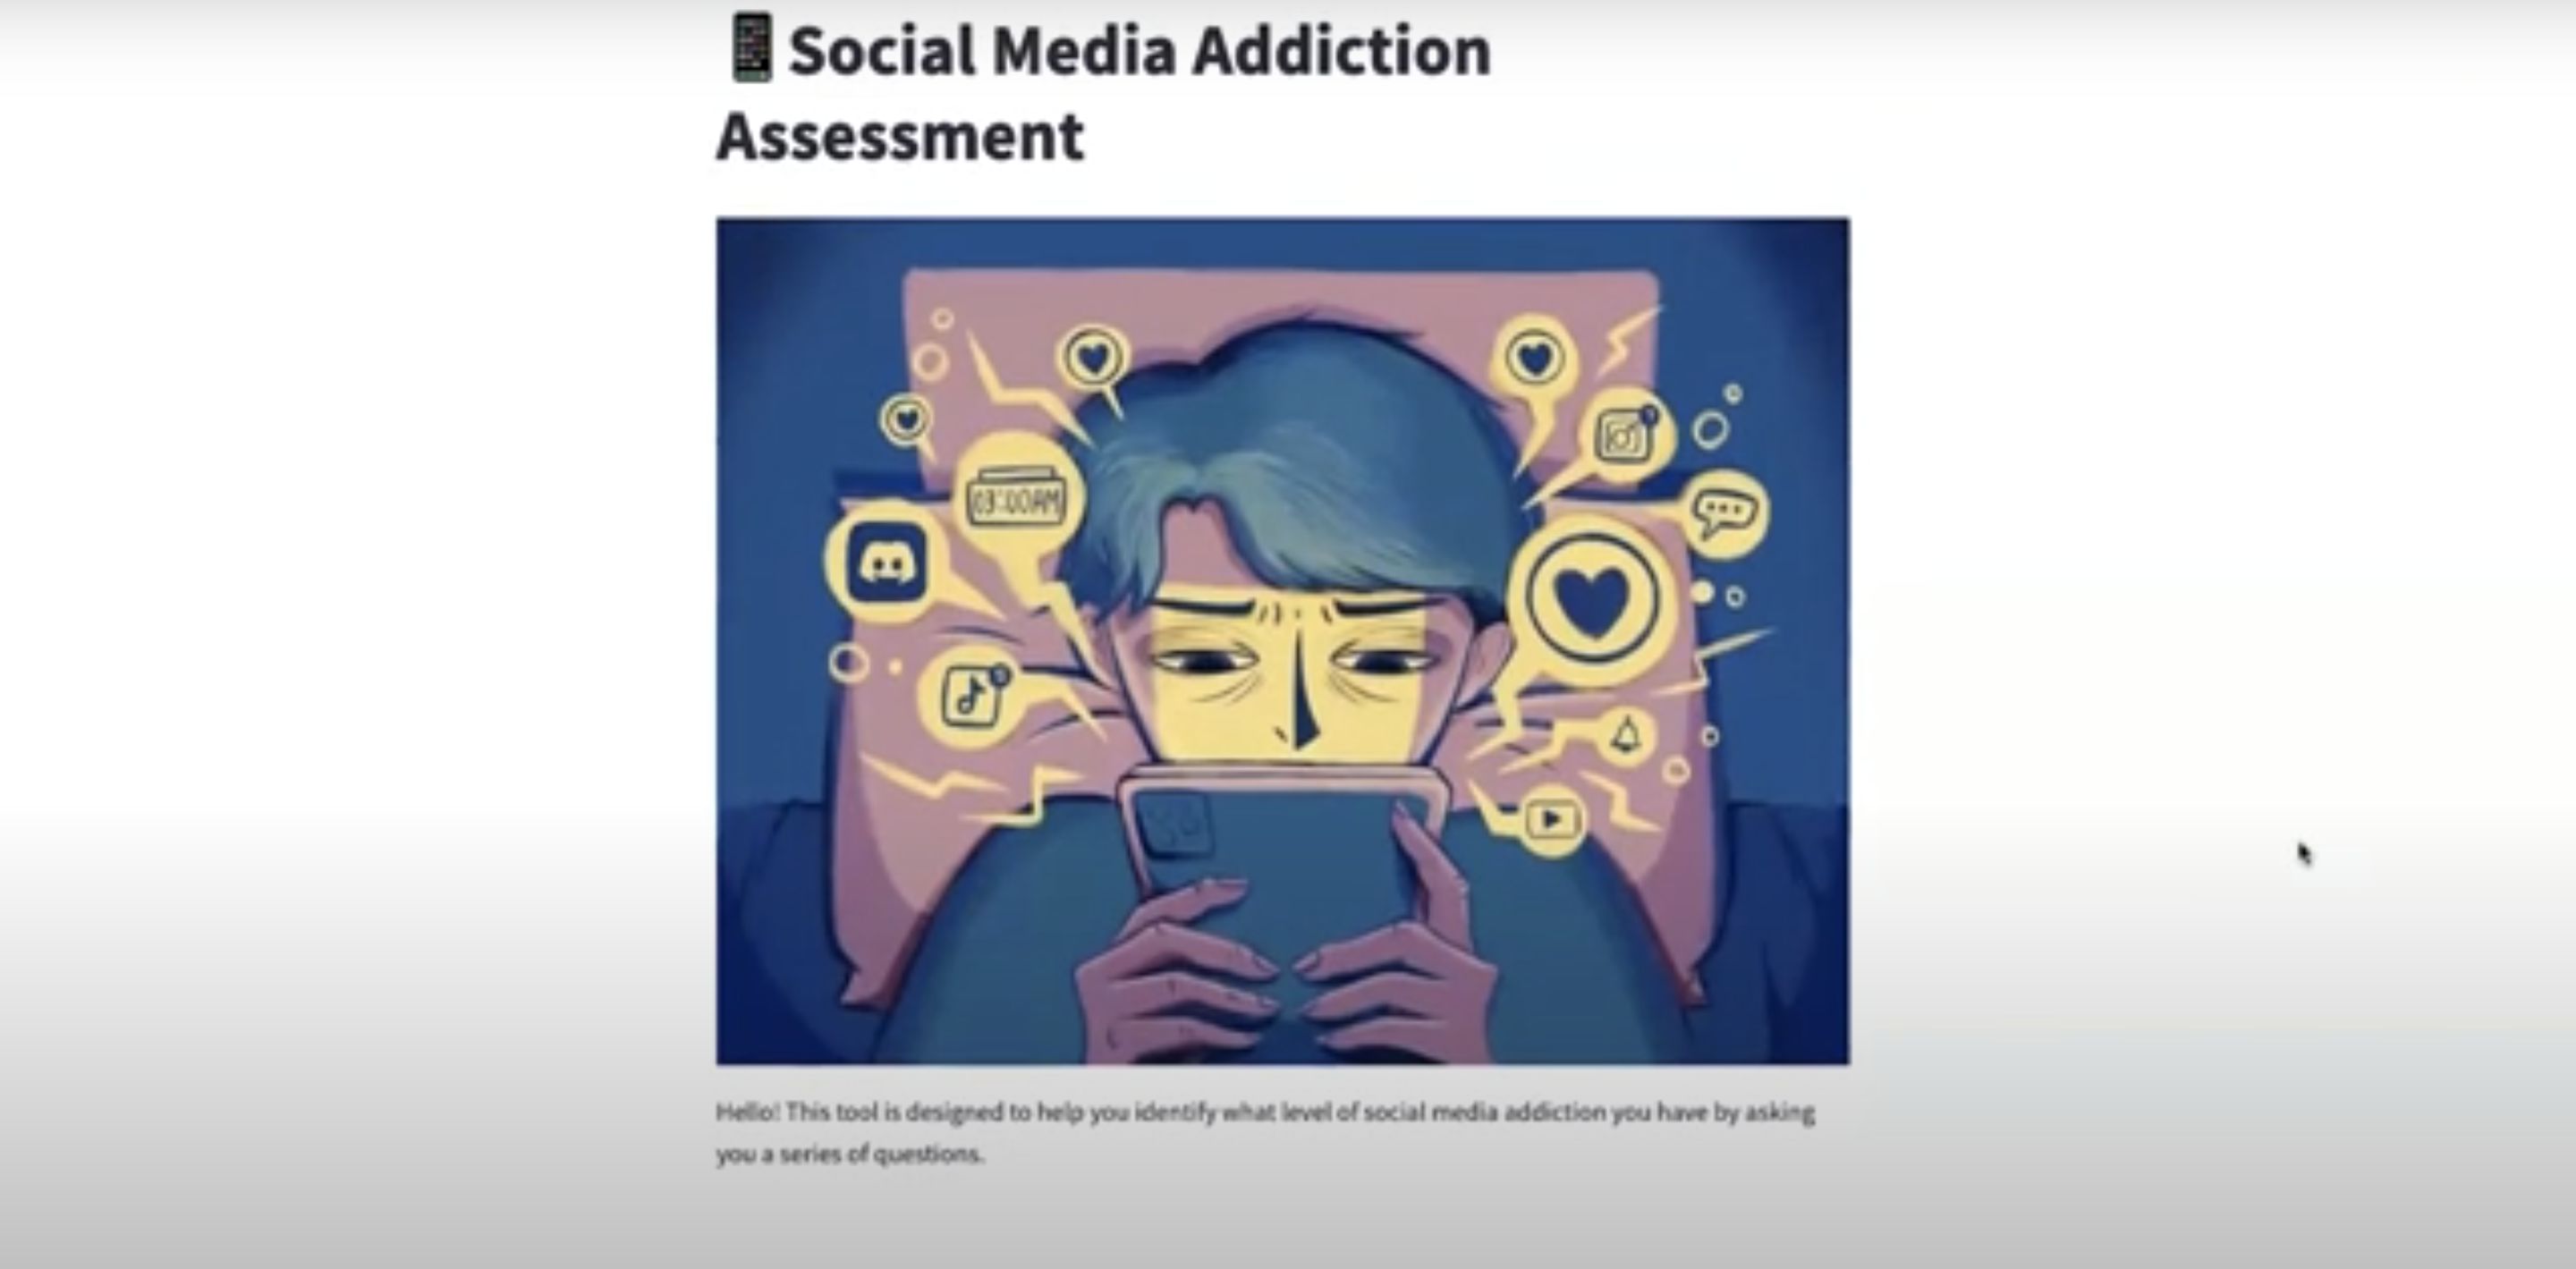 📱Social Media Addiction
Assessment
03:00AM
Hello! This tool is designed to help you identify what level of social media addiction you have by asking
you a series of questions.